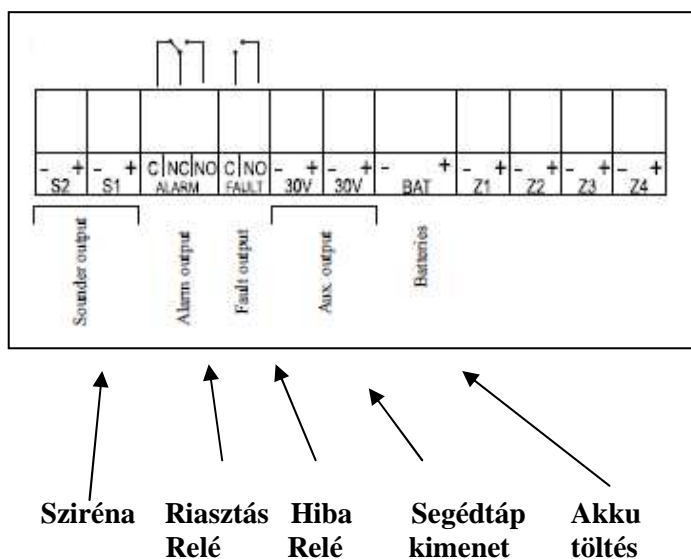 - + - + C NC NO C NO - + - + - + - + - + - + - +
S2 S1 ALARM FAULT 30V 30V BAT Z1 Z2 Z3 Z4
Sounder output
Alarm output
Fault output
Aux. output
Batteries
Sziréna Riasztás Hiba Segédtáp Akku
Relé Relé kimenet töltés